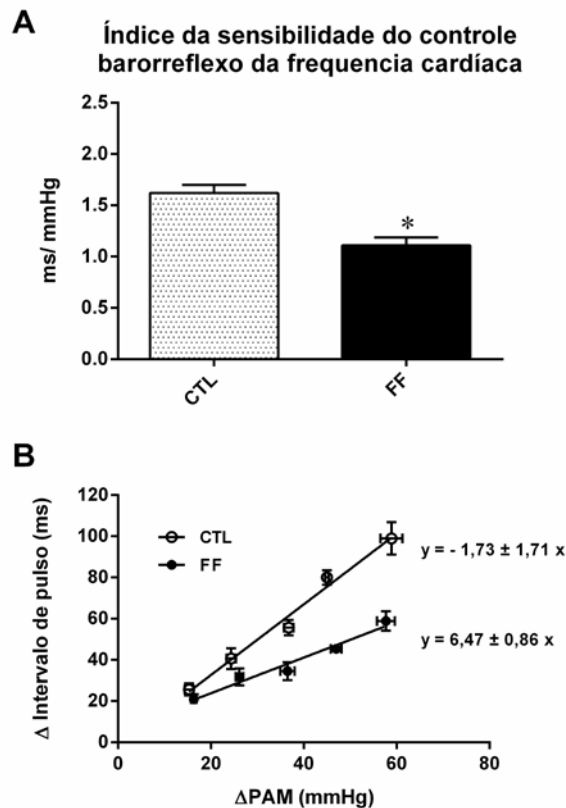 A
Índice da sensibilidade do controle
barorreflexo da frequencia cardíaca
ms/ mmHg
2.5
2.0
1.5
1.0
0.5
0.0
*
CTL
FF
B
Δ Intervalo de pulso (ms)
120
100
80
60
40
20
0
CTL
FF
y = - 1,73 ± 1,71 x
y = 6,47 ± 0,86 x
0
20
40
60
80
ΔPAM (mmHg)